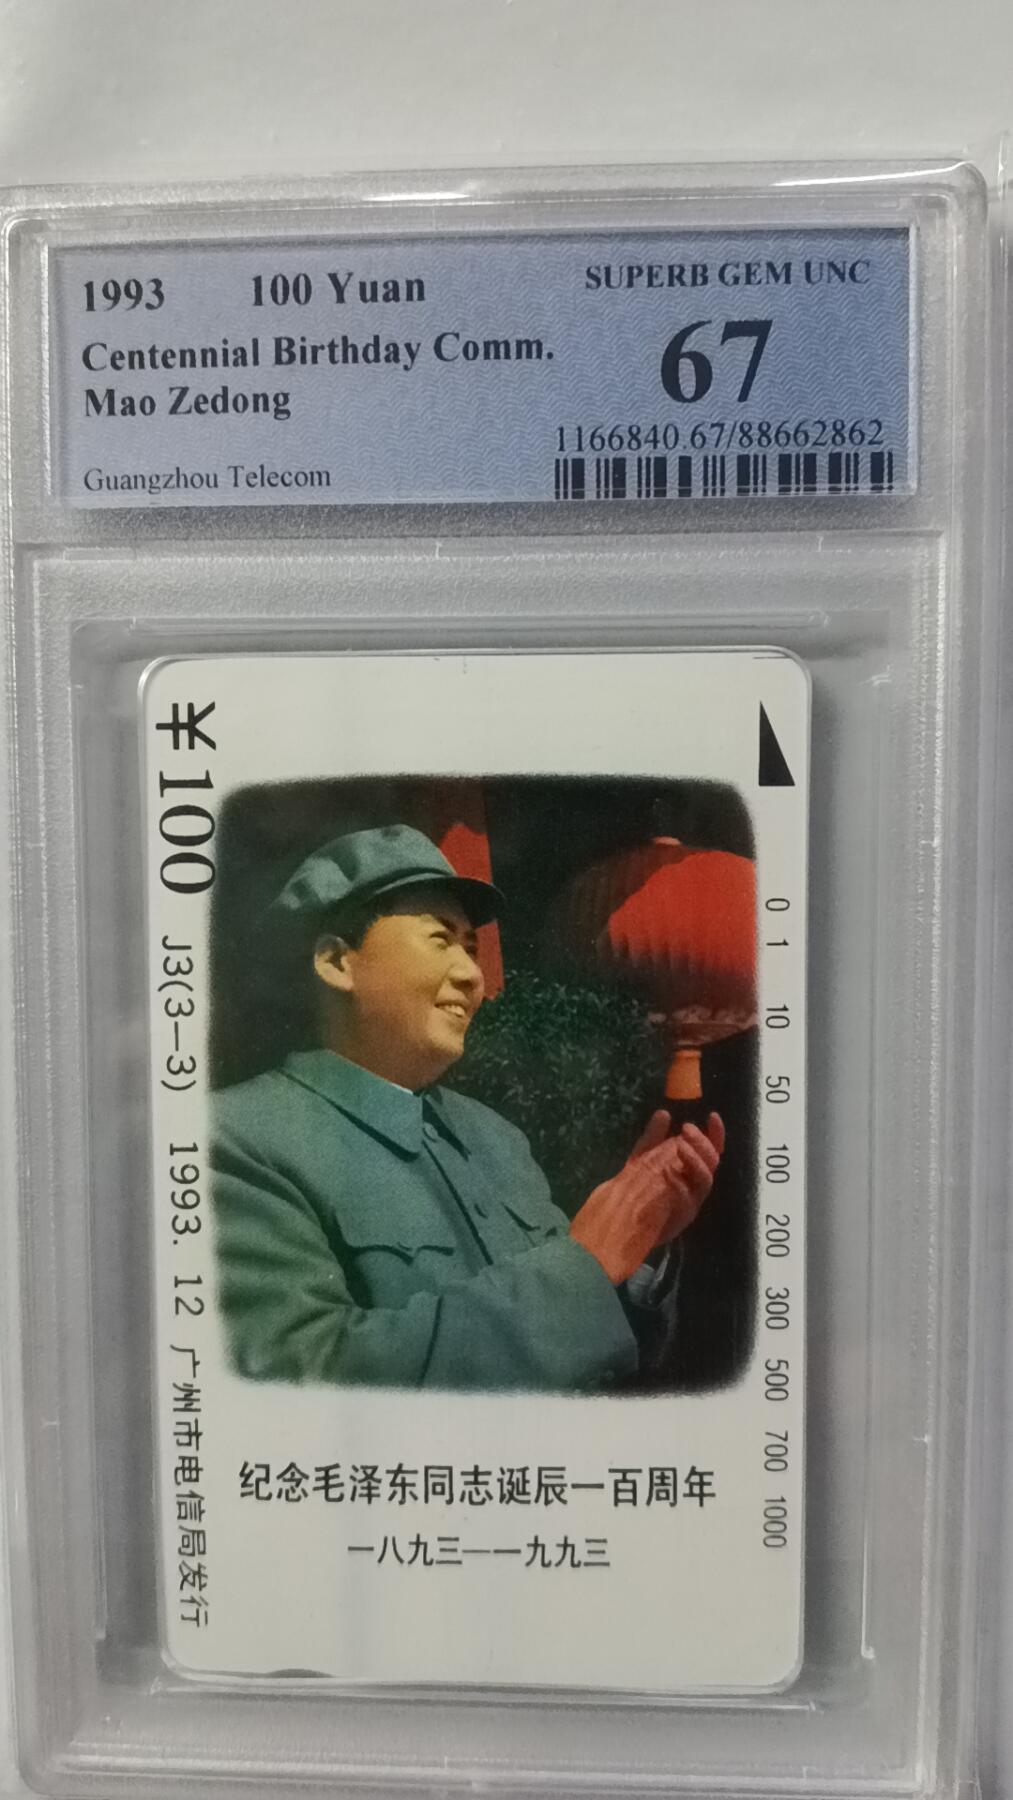 1993 100 Yuan
SUPERB GEM UNC
Centennial Birthday Comm.
67
Mao Zedong
1166840.67/88662862
Guangzhou Telecom
¥100 J3(3—3) 1993.12 广州市电信局发行
0 1 10 50 100 200 300 500 700 1000
纪念毛泽东同志诞辰一百周年
一八九三—一九九三